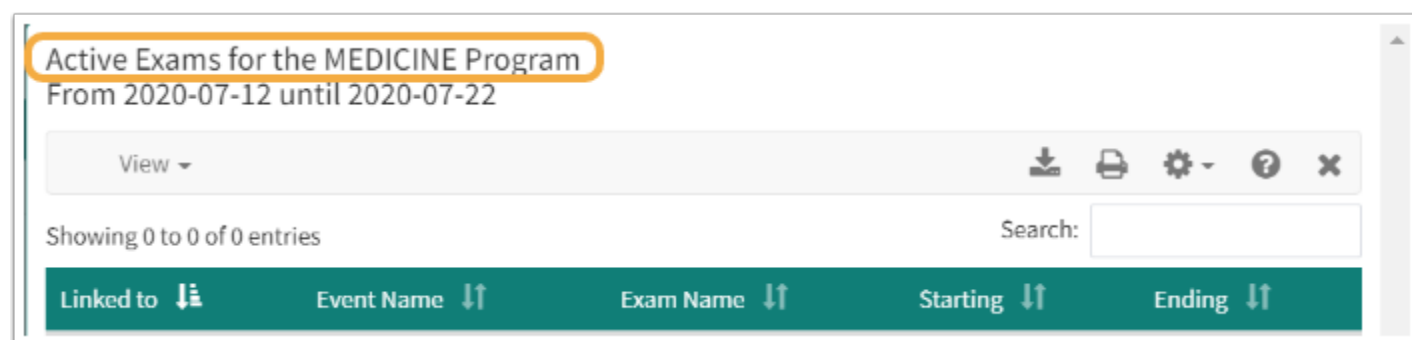 Active Exams for the MEDICINE Program
From 2020-07-12 until 2020-07-22
View
Showing 0 to 0 of 0 entries
Search:
Linked to Event Name Exam Name Starting Ending